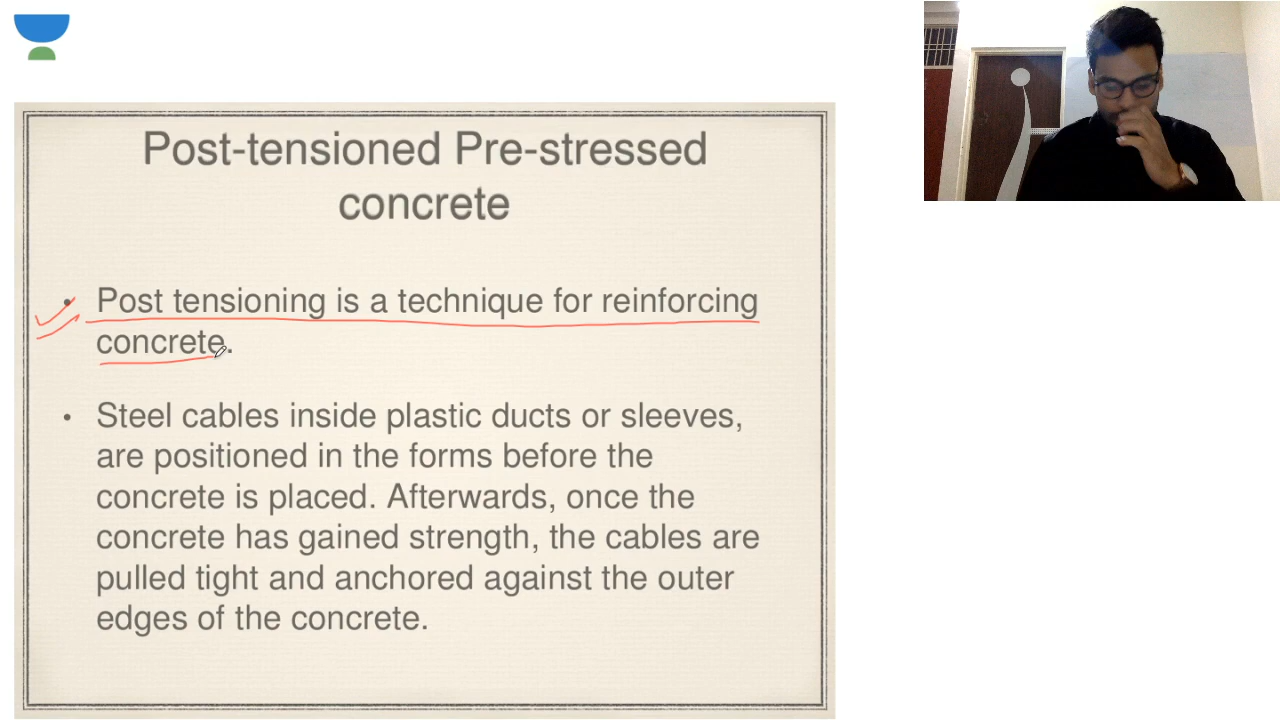 Post-tensioned Pre-stressed
concrete
• Post tensioning is a technique for reinforcing
concrete.
• Steel cables inside plastic ducts or sleeves,
are positioned in the forms before the
concrete is placed. Afterwards, once the
concrete has gained strength, the cables are
pulled tight and anchored against the outer
edges of the concrete.